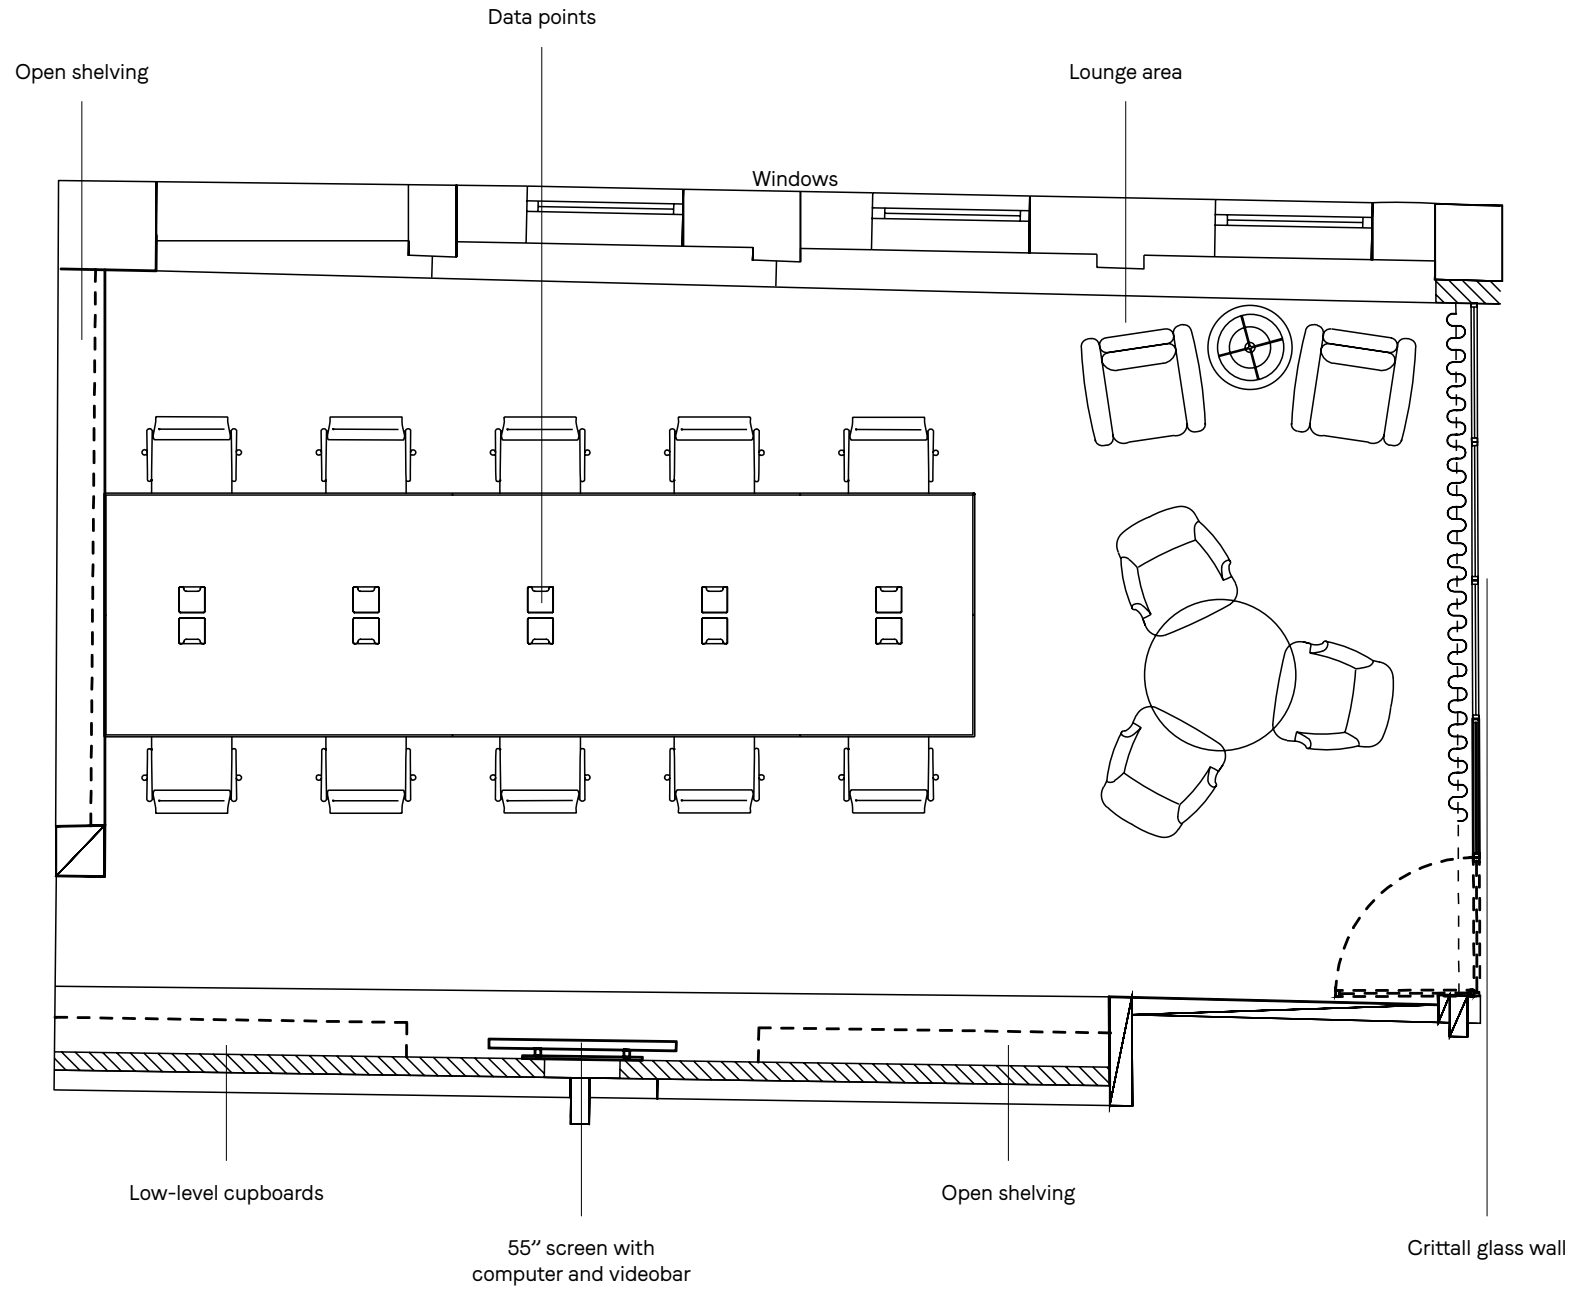 Data points
Open shelving
Lounge area
Windows
Low-level cupboards
Open shelving
55” screen with
computer and videobar
Crittall glass wall